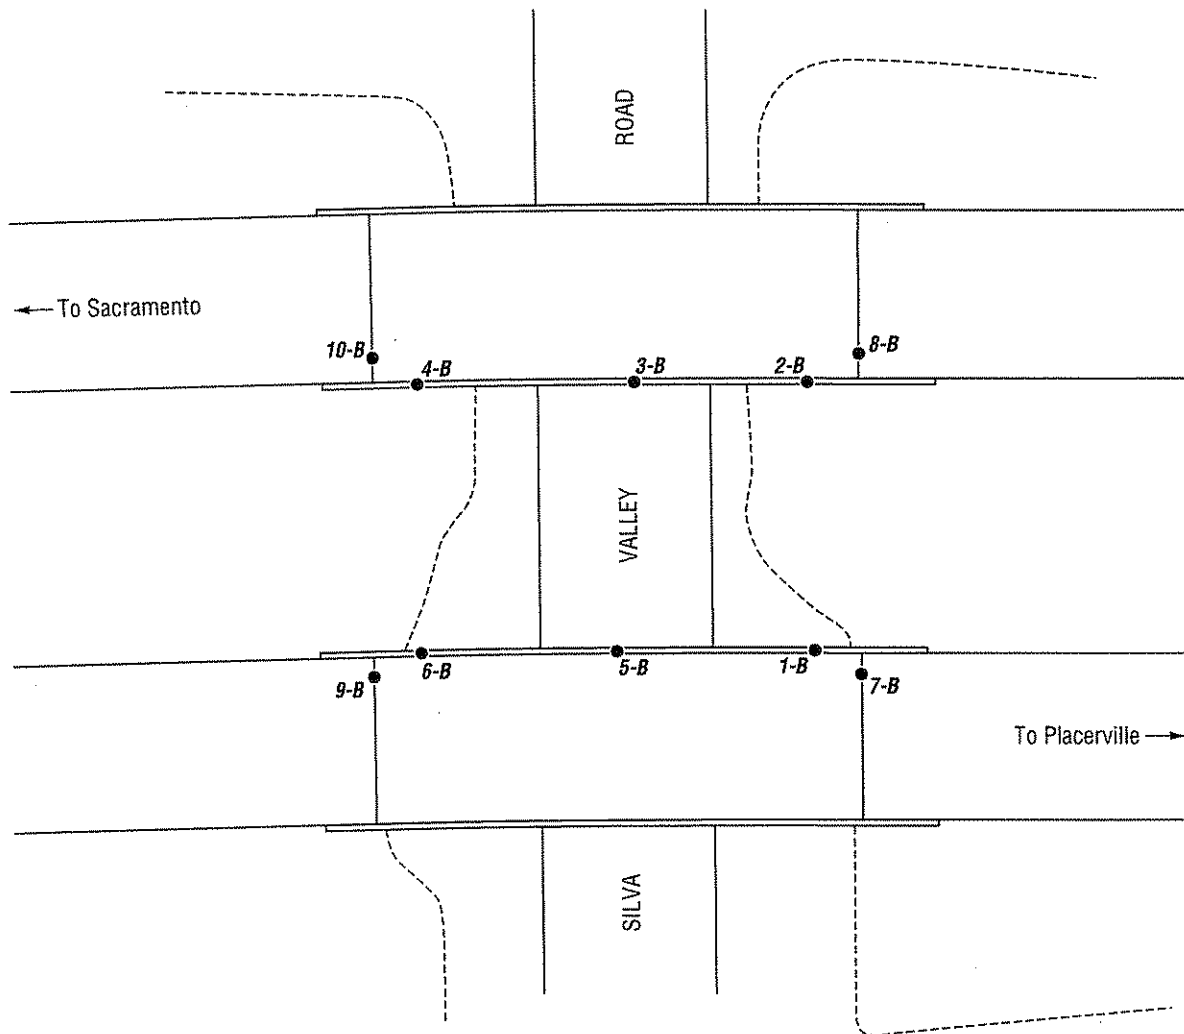 ROAD
← To Sacramento
10-B
8-B
4-B
3-B
2-B
VALLEY
6-B
5-B
1-B
9-B
7-B
To Placerville →
SILVA